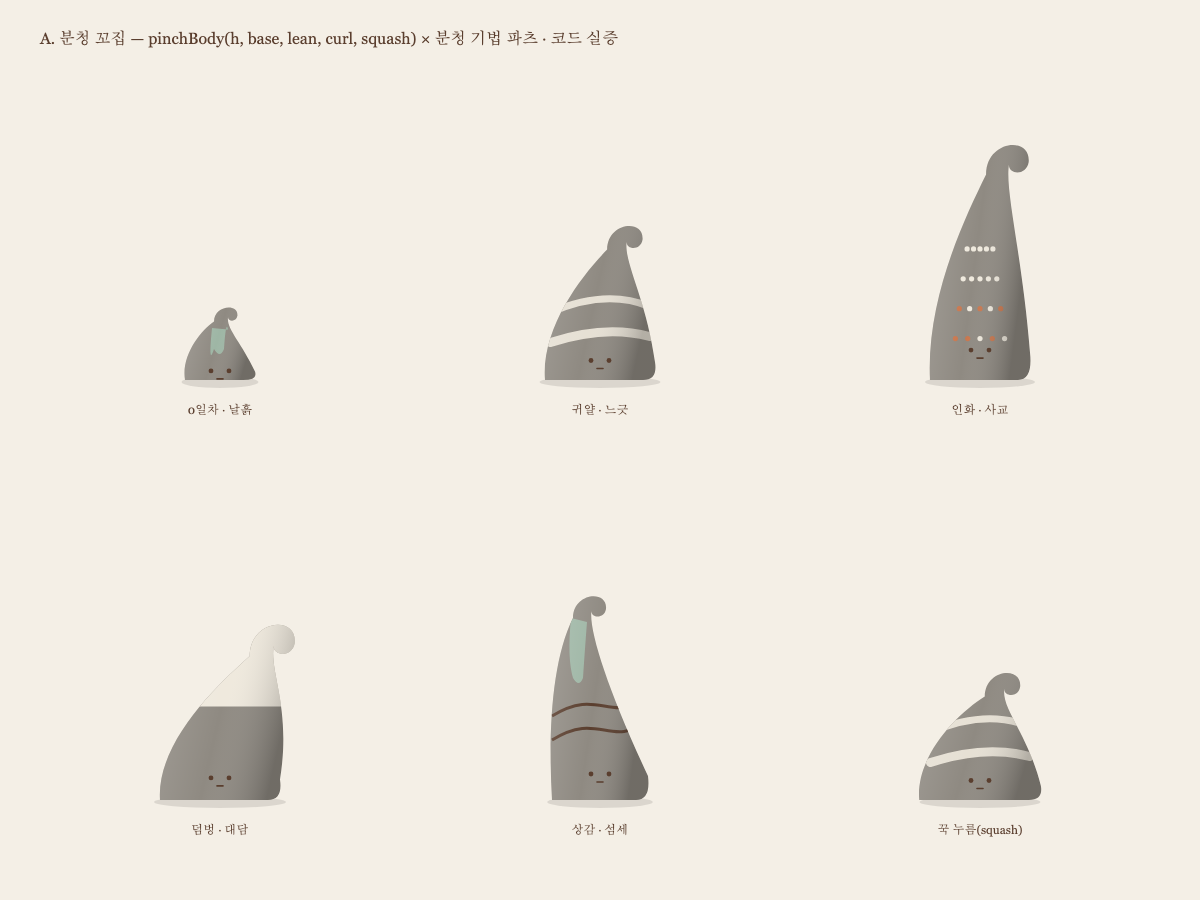 A. 분청 꼬집 — pinchBody(h, base, lean, curl, squash) × 분청 기법 파츠 · 코드 실증
0일차 · 날흙
귀얄 · 느긋
인화 · 사교
덤벙 · 대담
상감 · 섬세
꾹 누름(squash)